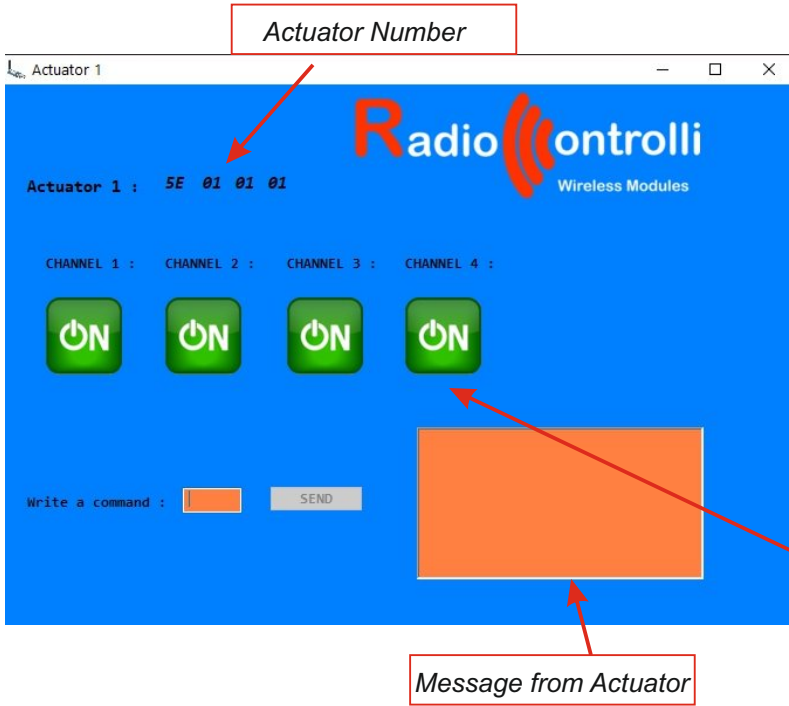 Actuator Number
Actuator 1
Radio Controlli
Wireless Modules
Actuator 1 : 5E 01 01 01
CHANNEL 1 : CHANNEL 2 : CHANNEL 3 : CHANNEL 4 :
ON ON ON ON
Write a command : SEND
Message from Actuator